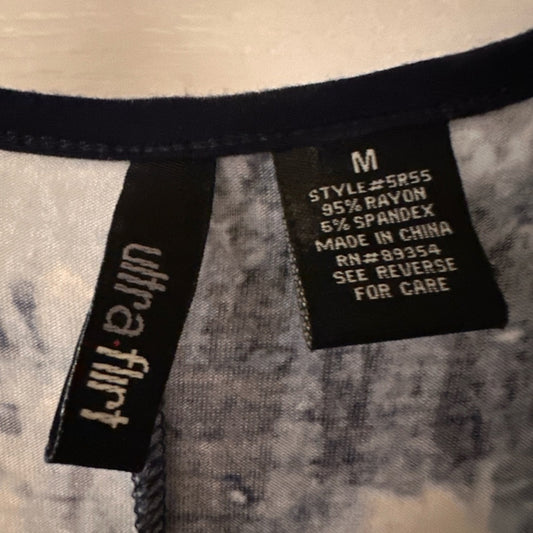 ultra flirt
M
STYLE#5R55
95% RAYON
5% SPANDEX
MADE IN CHINA
RN#89354
SEE REVERSE
FOR CARE